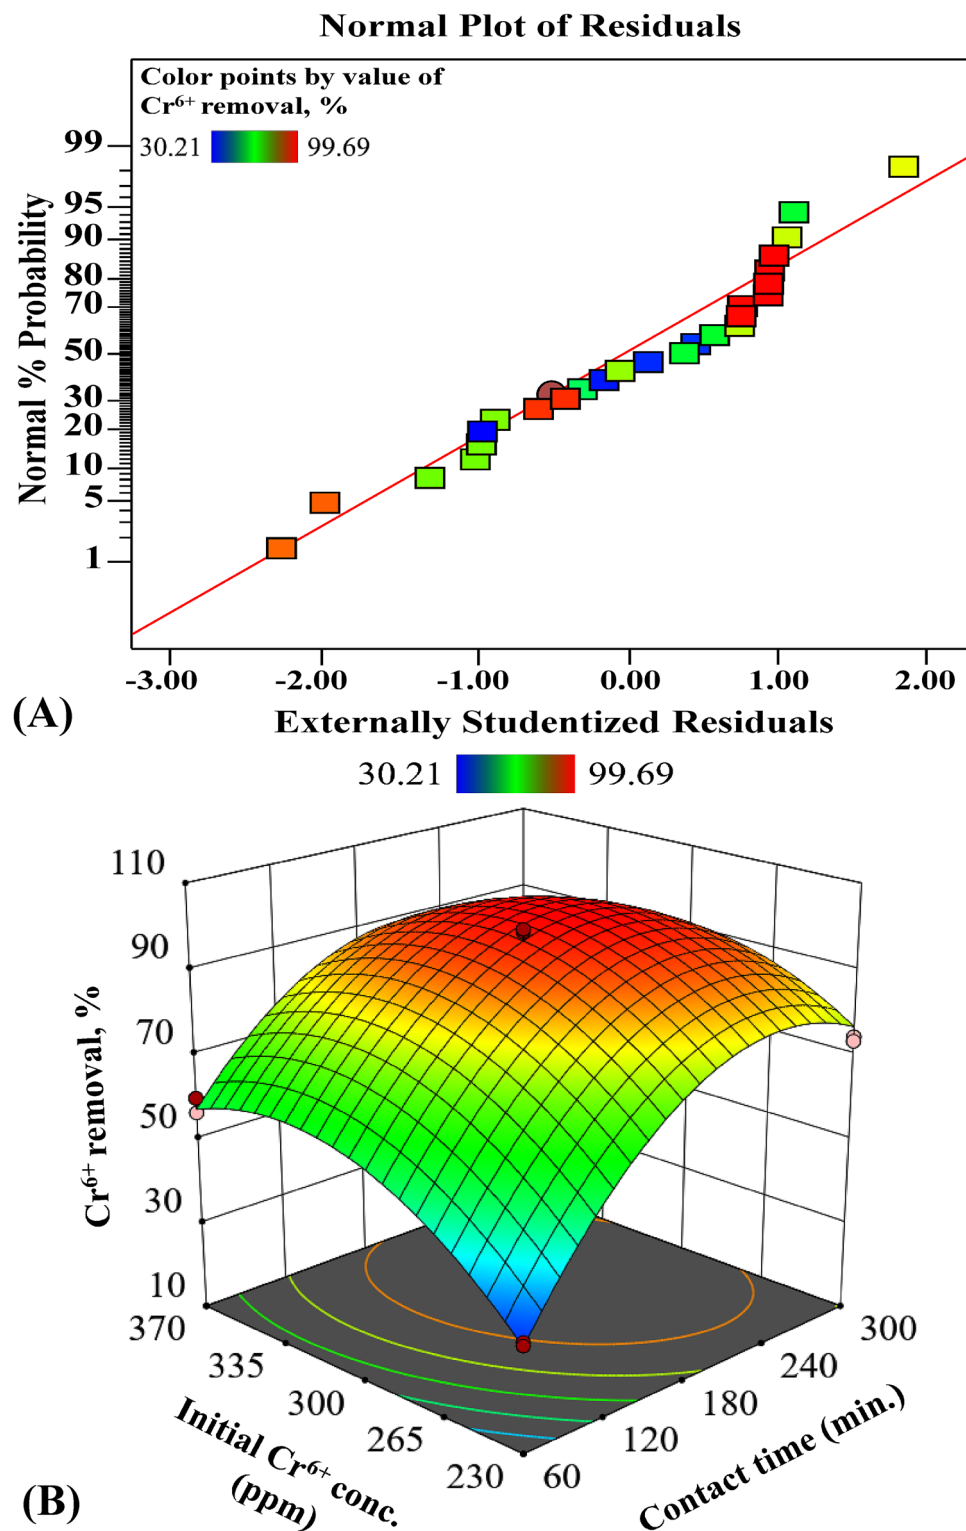 Normal Plot of Residuals
Color points by value of
Cr⁶⁺ removal, %
30.21 99.69
Normal % Probability
99
95
90
80
70
50
30
20
10
5
1
-3.00 -2.00 -1.00 0.00 1.00 2.00
(A)
Externally Studentized Residuals
30.21 99.69
Cr⁶⁺ removal, %
110
90
70
50
30
10
370 335 300 265 230
60 120 180 240 300
Initial Cr⁶⁺ conc.
(ppm)
Contact time (min.)
(B)